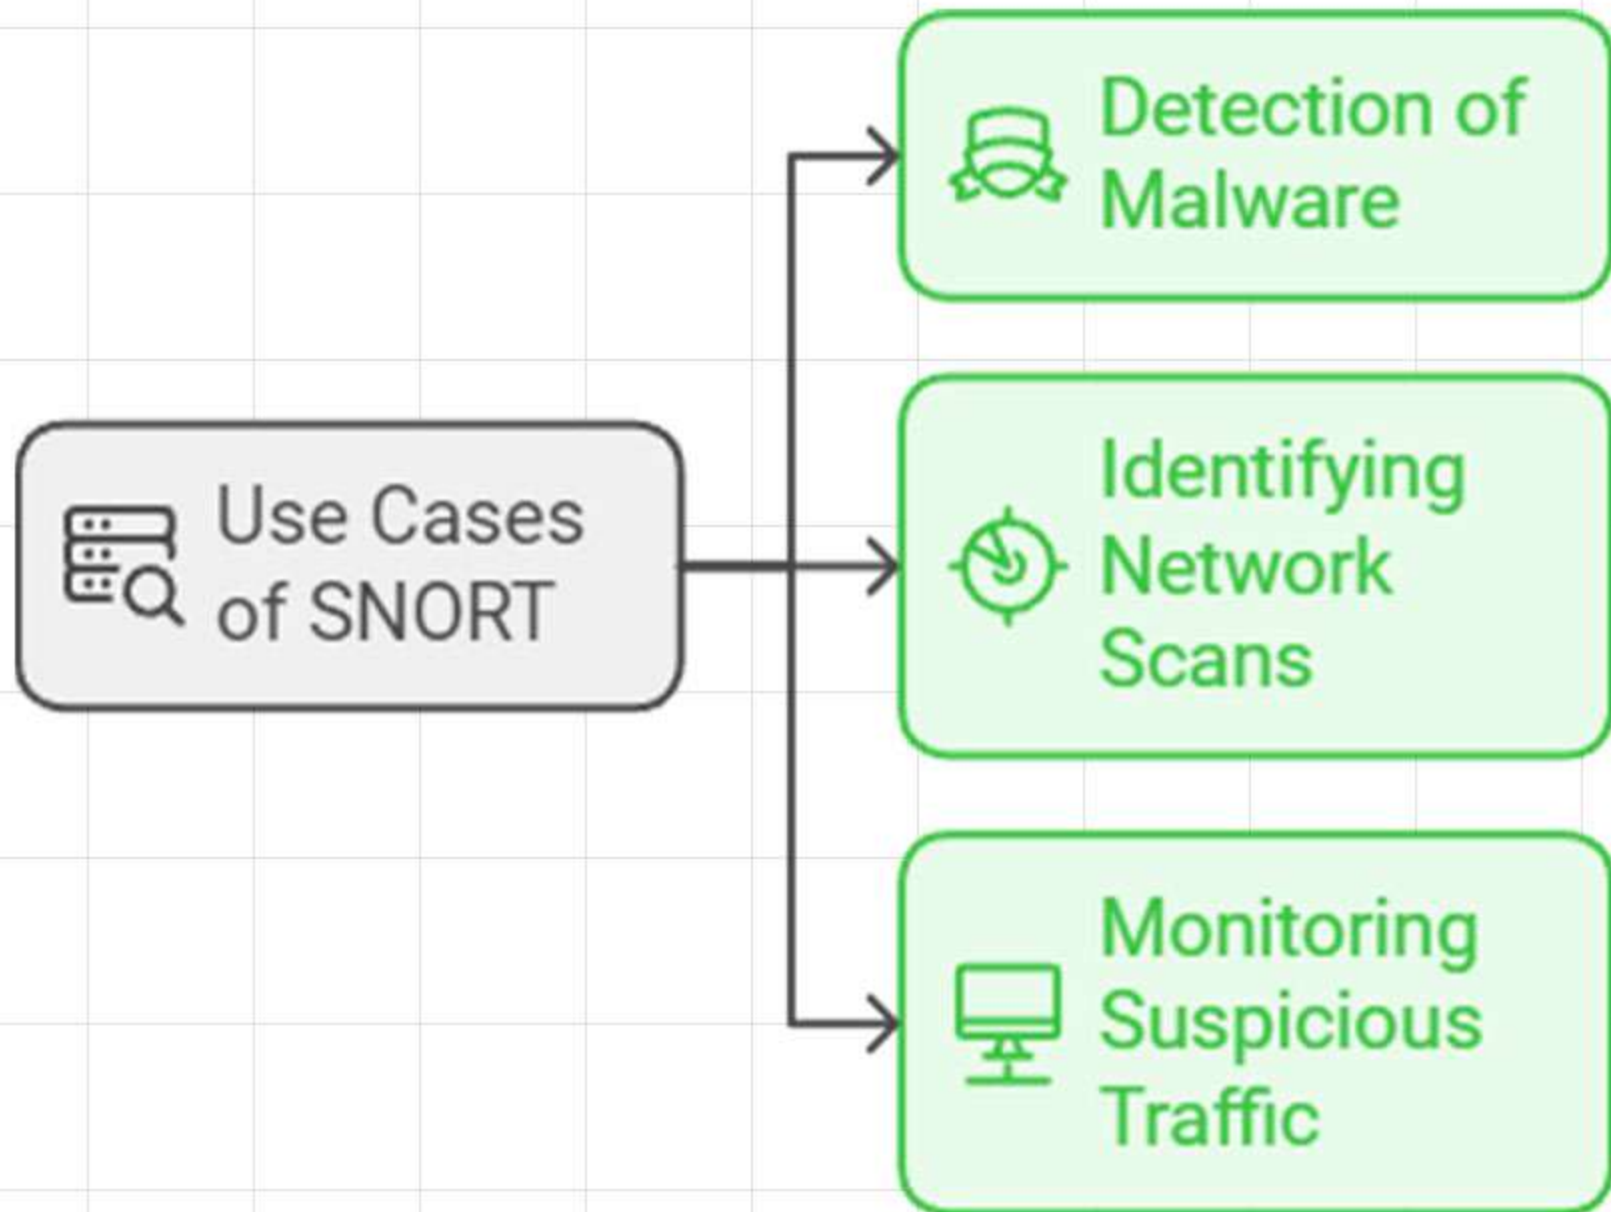 Use Cases
of SNORT
Detection of
Malware
Identifying
Network
Scans
Monitoring
Suspicious
Traffic